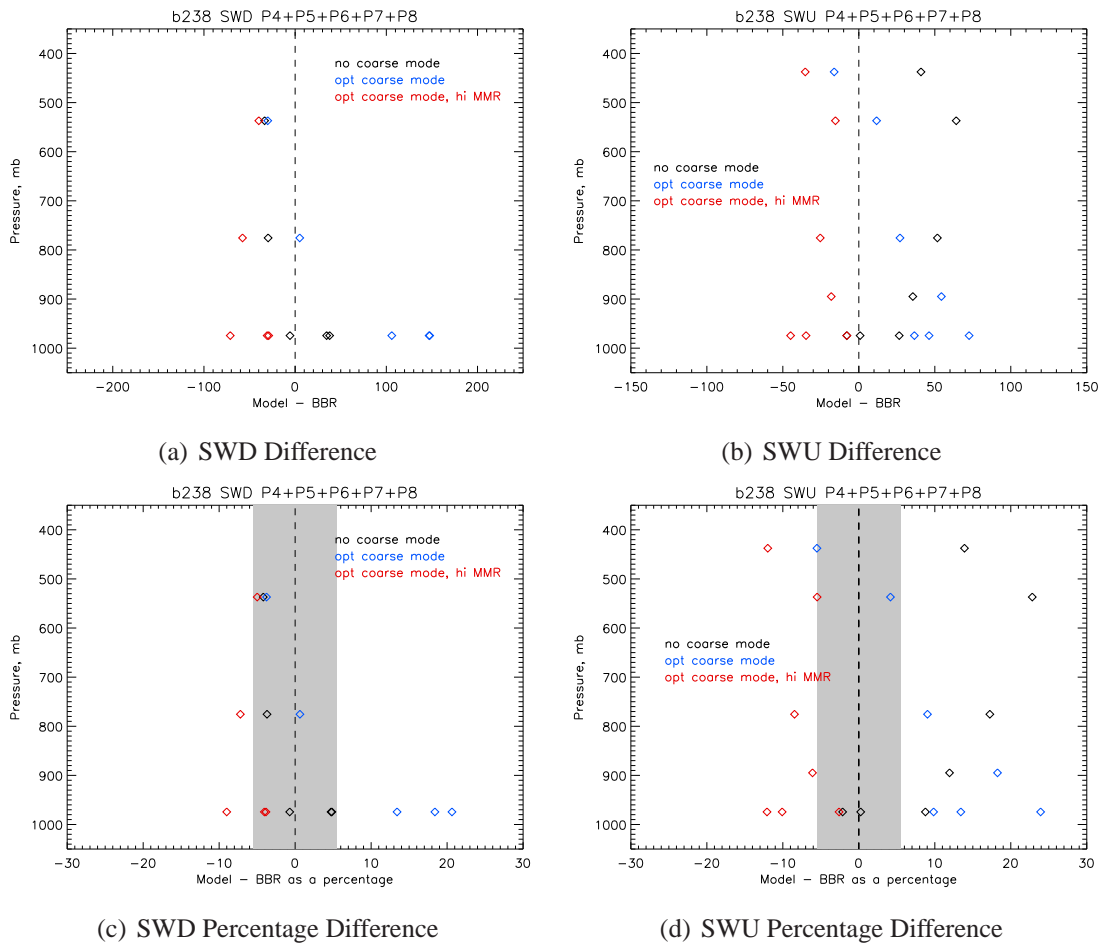 b238 SWD P4+P5+P6+P7+P8
400
500
600
700
800
900
1000
Pressure, mb
no coarse mode
opt coarse mode
opt coarse mode, hi MMR
−200 −100 0 100 200
Model − BBR
(a) SWD Difference
b238 SWU P4+P5+P6+P7+P8
400
500
600
700
800
900
1000
Pressure, mb
no coarse mode
opt coarse mode
opt coarse mode, hi MMR
−150 −100 −50 0 50 100 150
Model − BBR
(b) SWU Difference
b238 SWD P4+P5+P6+P7+P8
400
500
600
700
800
900
1000
Pressure, mb
no coarse mode
opt coarse mode
opt coarse mode, hi MMR
−30 −20 −10 0 10 20 30
Model − BBR as a percentage
(c) SWD Percentage Difference
b238 SWU P4+P5+P6+P7+P8
400
500
600
700
800
900
1000
Pressure, mb
no coarse mode
opt coarse mode
opt coarse mode, hi MMR
−30 −20 −10 0 10 20 30
Model − BBR as a percentage
(d) SWU Percentage Difference